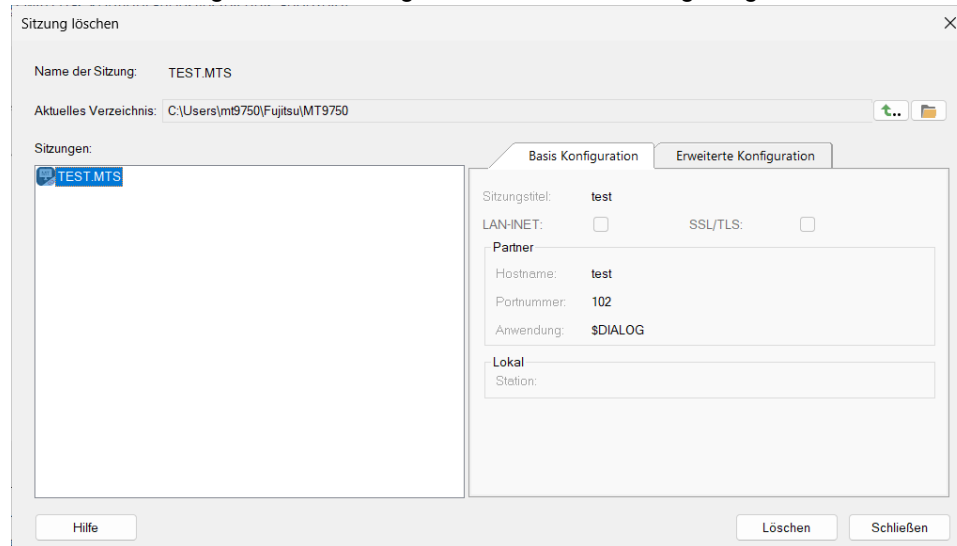 Sitzung löschen
Name der Sitzung: TEST.MTS
Aktuelles Verzeichnis: C:\Users\mt9750\Fujitsu\MT9750
Sitzungen:
TEST.MTS
Basis Konfiguration Erweiterte Konfiguration
Sitzungstitel: test
LAN-INET: SSL/TLS:
Partner
Hostname: test
Portnummer: 102
Anwendung: $DIALOG
Lokal
Station:
Hilfe Löschen Schließen